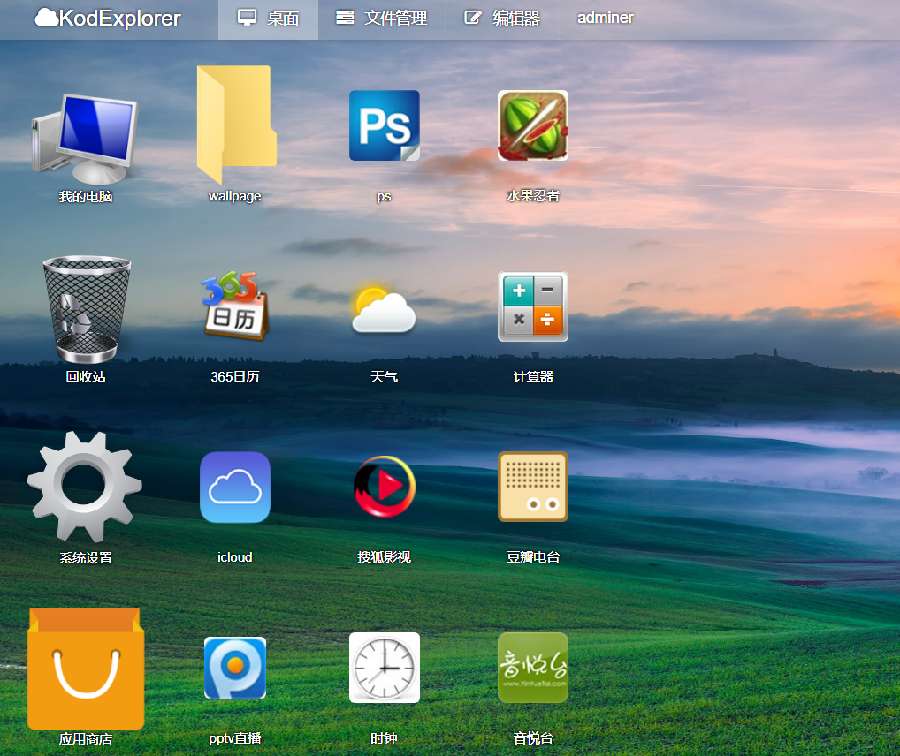 KodExplorer 桌面 文件管理 编辑器 adminer
Ps
我的电脑 wallpage ps 水果忍者
365
日历
回收站 365日历 天气 计算器
系统设置 icloud 搜狐影视 豆瓣电台
音悦台
www.YinYueTai.com
应用商店 pptv直播 时钟 音悦台